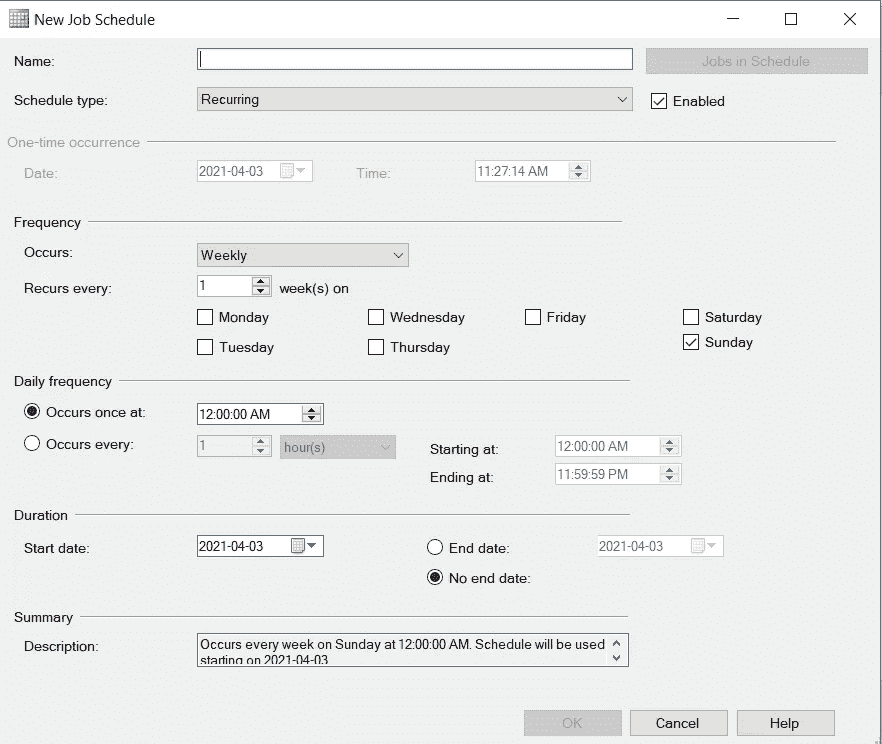 New Job Schedule
Name:
Jobs in Schedule
Schedule type:
Recurring
Enabled
One-time occurrence
Date:
2021-04-03
Time:
11:27:14 AM
Frequency
Occurs:
Weekly
Recurs every:
1
week(s) on
Monday
Wednesday
Friday
Saturday
Tuesday
Thursday
Sunday
Daily frequency
Occurs once at:
12:00:00 AM
Occurs every:
1
hour(s)
Starting at:
12:00:00 AM
Ending at:
11:59:59 PM
Duration
Start date:
2021-04-03
End date:
2021-04-03
No end date:
Summary
Description:
Occurs every week on Sunday at 12:00:00 AM. Schedule will be used
starting on 2021-04-03
OK
Cancel
Help